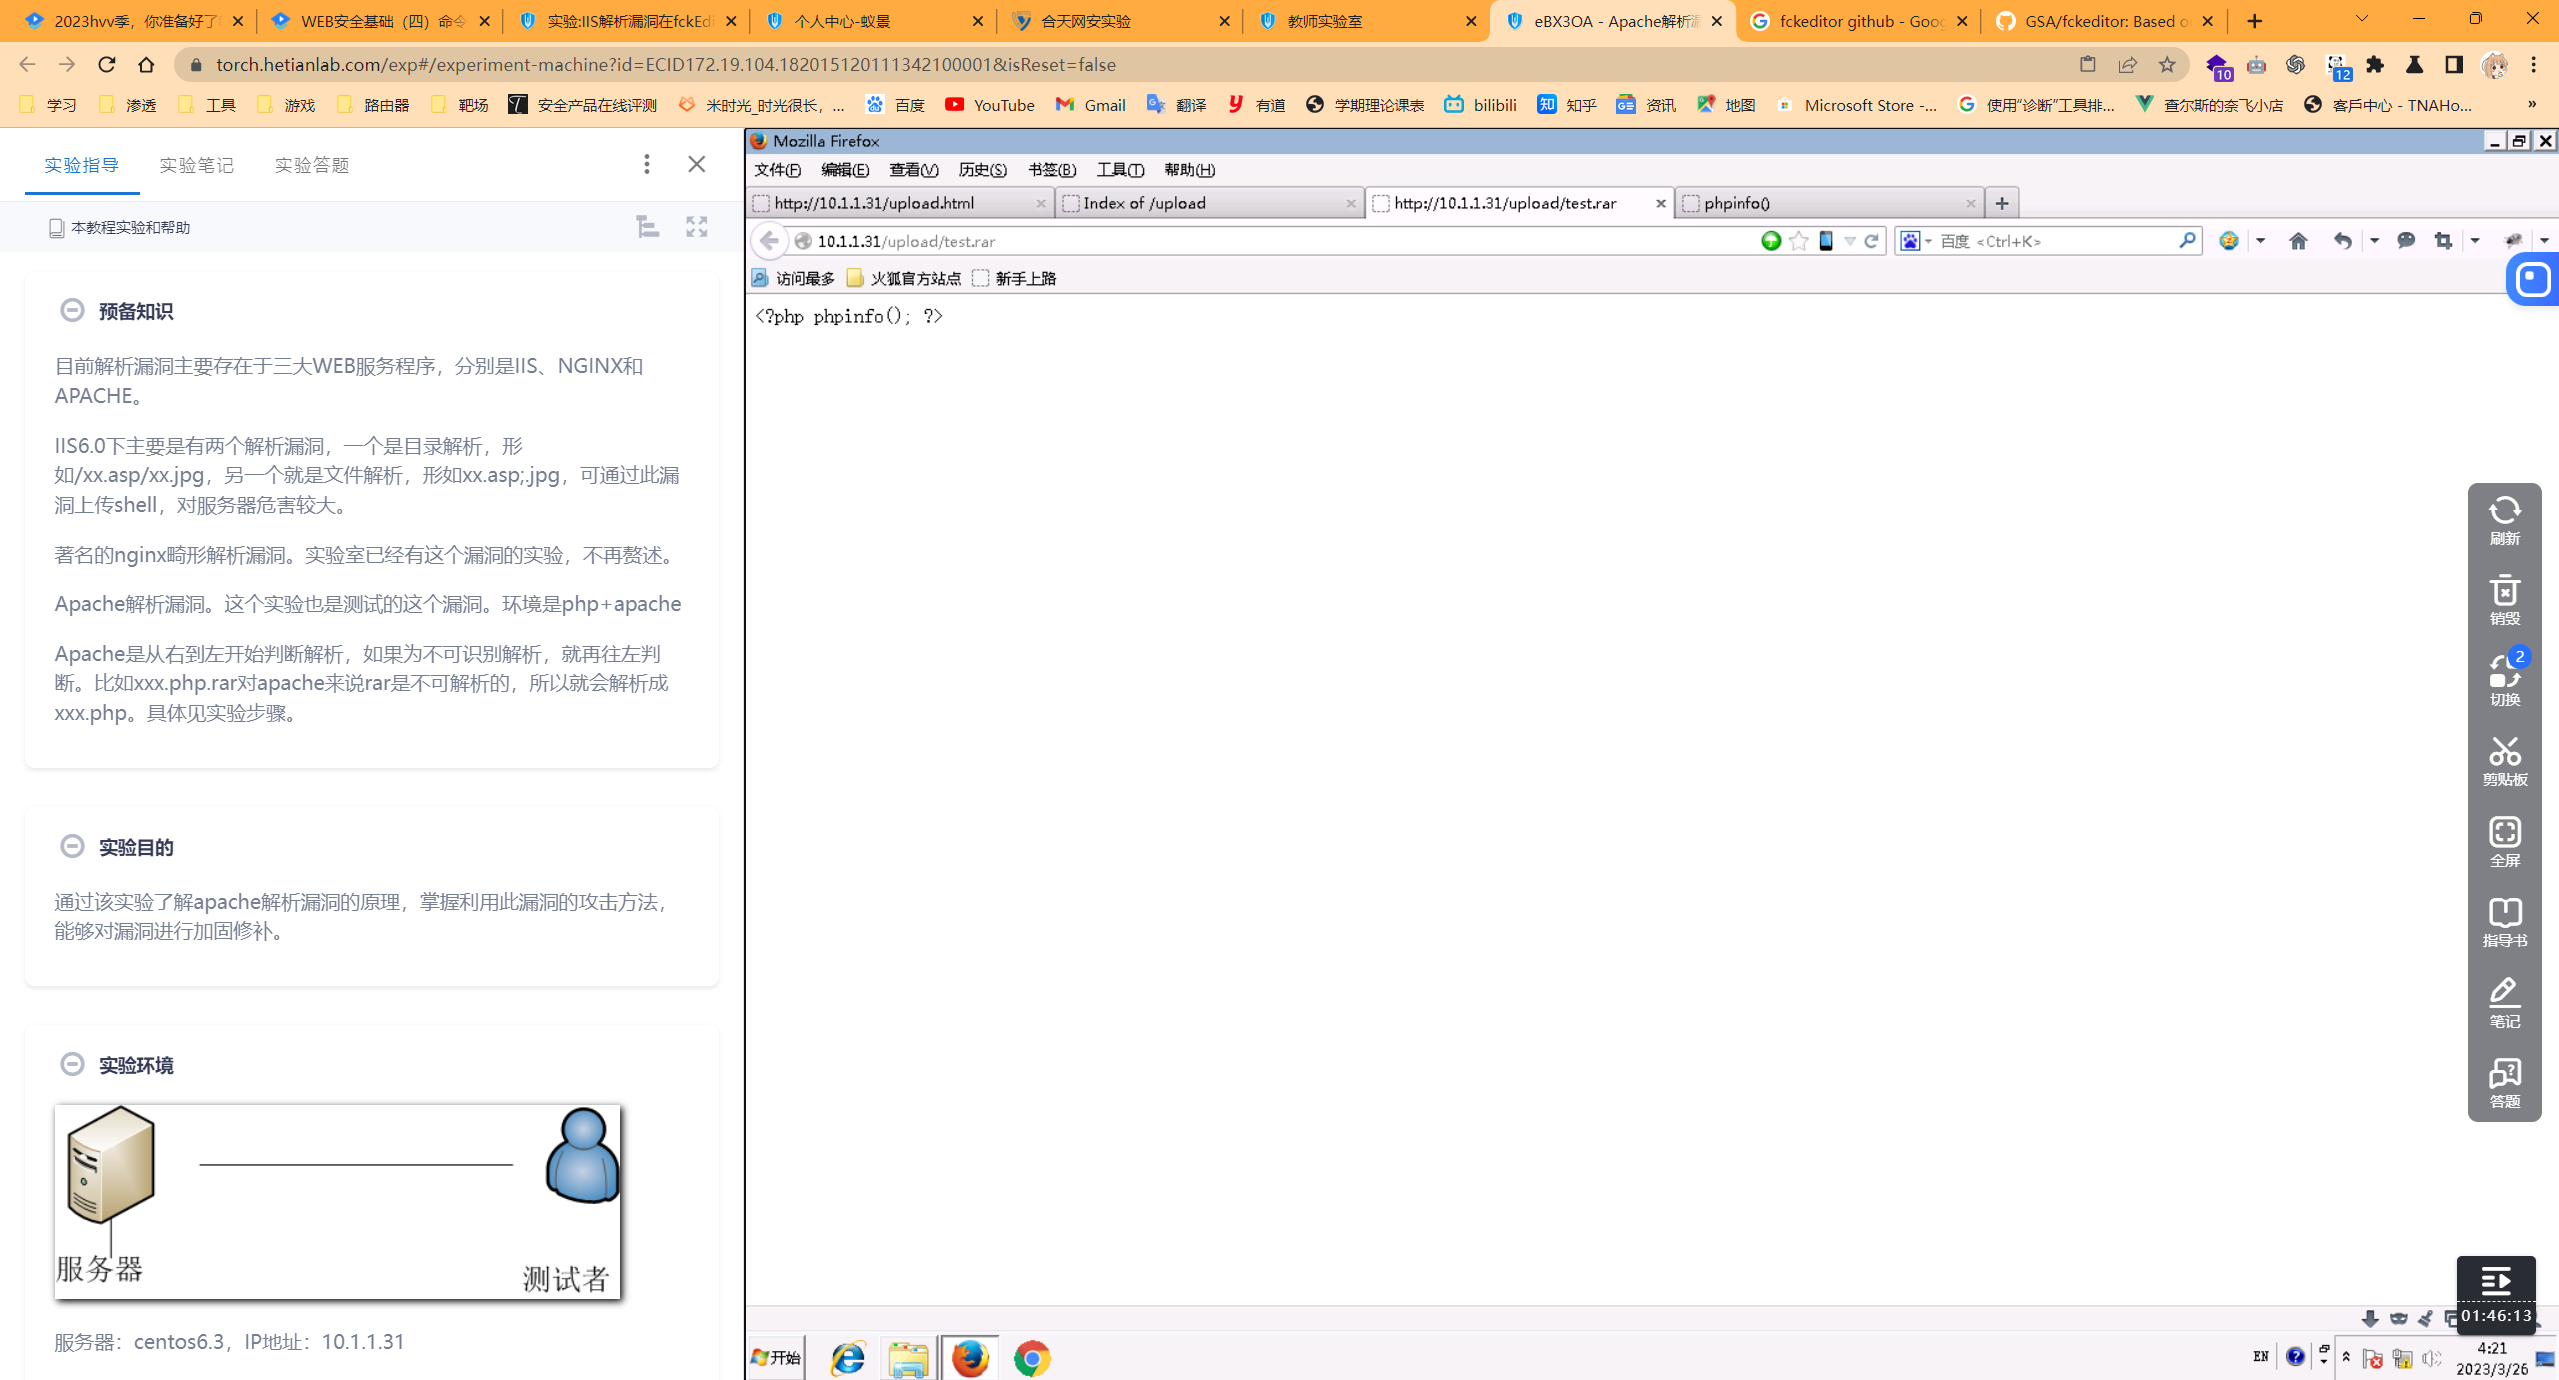 2023hvv季，你准备好了
WEB安全基础（四）命令
实验:IIS解析漏洞在fckEdi
个人中心-蚁景
合天网安实验
教师实验室
eBX3OA - Apache解析漏
fckeditor github - Goog
GSA/fckeditor: Based o
torch.hetianlab.com/exp#/experiment-machine?id=ECID172.19.104.182015120111342100001&isReset=false
10
12
学习
渗透
工具
游戏
路由器
靶场
安全产品在线评测
米时光_时光很长，...
百度
YouTube
Gmail
翻译
有道
学期理论课表
bilibili
知乎
资讯
地图
Microsoft Store -...
使用“诊断”工具排...
查尔斯的奈飞小店
客戶中心 - TNAHo...
»
实验指导
实验笔记
实验答题
本教程实验和帮助
预备知识
目前解析漏洞主要存在于三大WEB服务程序，分别是IIS、NGINX和
APACHE。
IIS6.0下主要是有两个解析漏洞，一个是目录解析，形
如/xx.asp/xx.jpg，另一个就是文件解析，形如xx.asp;.jpg，可通过此漏
洞上传shell，对服务器危害较大。
著名的nginx畸形解析漏洞。实验室已经有这个漏洞的实验，不再赘述。
Apache解析漏洞。这个实验也是测试的这个漏洞。环境是php+apache
Apache是从右到左开始判断解析，如果为不可识别解析，就再往左判
断。比如xxx.php.rar对apache来说rar是不可解析的，所以就会解析成
xxx.php。具体见实验步骤。
实验目的
通过该实验了解apache解析漏洞的原理，掌握利用此漏洞的攻击方法，
能够对漏洞进行加固修补。
实验环境
服务器
测试者
服务器：centos6.3，IP地址：10.1.1.31
Mozilla Firefox
文件(F)
编辑(E)
查看(V)
历史(S)
书签(B)
工具(T)
帮助(H)
http://10.1.1.31/upload.html
Index of /upload
http://10.1.1.31/upload/test.rar
phpinfo()
10.1.1.31/upload/test.rar
百度 <Ctrl+K>
访问最多
火狐官方站点
新手上路
<?php phpinfo(); ?>
刷新
销毁
2
切换
剪贴板
全屏
指导书
笔记
答题
01:46:13
开始
EN
4:21
2023/3/26